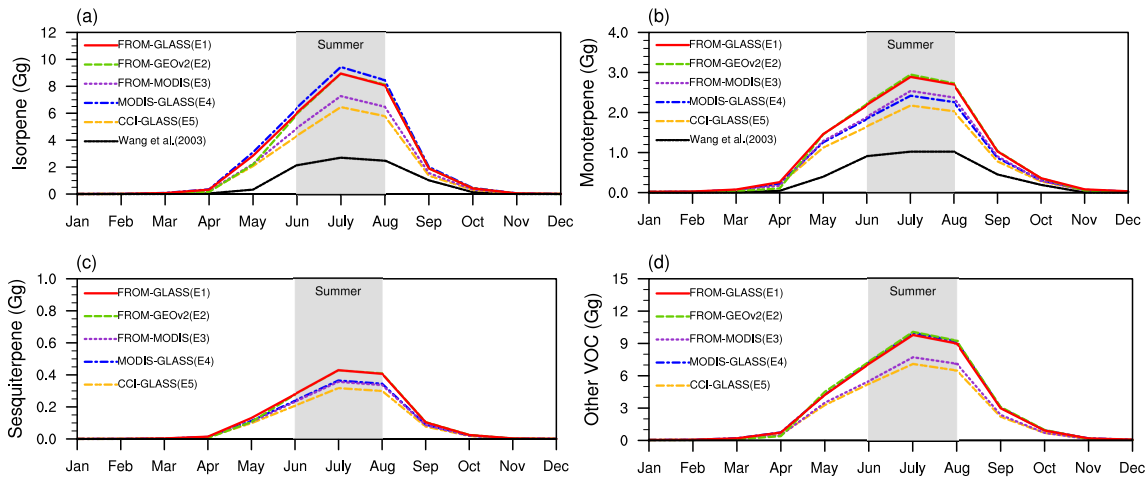 (a)
Isorpene (Gg)
12
10
8
6
4
2
0
FROM-GLASS(E1)
FROM-GEOv2(E2)
FROM-MODIS(E3)
MODIS-GLASS(E4)
CCI-GLASS(E5)
Wang et al.(2003)
Summer
Jan Feb Mar Apr May Jun July Aug Sep Oct Nov Dec
(b)
Monoterpene (Gg)
4.0
3.0
2.0
1.0
0.0
FROM-GLASS(E1)
FROM-GEOv2(E2)
FROM-MODIS(E3)
MODIS-GLASS(E4)
CCI-GLASS(E5)
Wang et al.(2003)
Summer
Jan Feb Mar Apr May Jun July Aug Sep Oct Nov Dec
(c)
Sesquiterpene (Gg)
1.0
0.8
0.6
0.4
0.2
0.0
FROM-GLASS(E1)
FROM-GEOv2(E2)
FROM-MODIS(E3)
MODIS-GLASS(E4)
CCI-GLASS(E5)
Summer
Jan Feb Mar Apr May Jun July Aug Sep Oct Nov Dec
(d)
Other VOC (Gg)
15
12
9
6
3
0
FROM-GLASS(E1)
FROM-GEOv2(E2)
FROM-MODIS(E3)
MODIS-GLASS(E4)
CCI-GLASS(E5)
Summer
Jan Feb Mar Apr May Jun July Aug Sep Oct Nov Dec